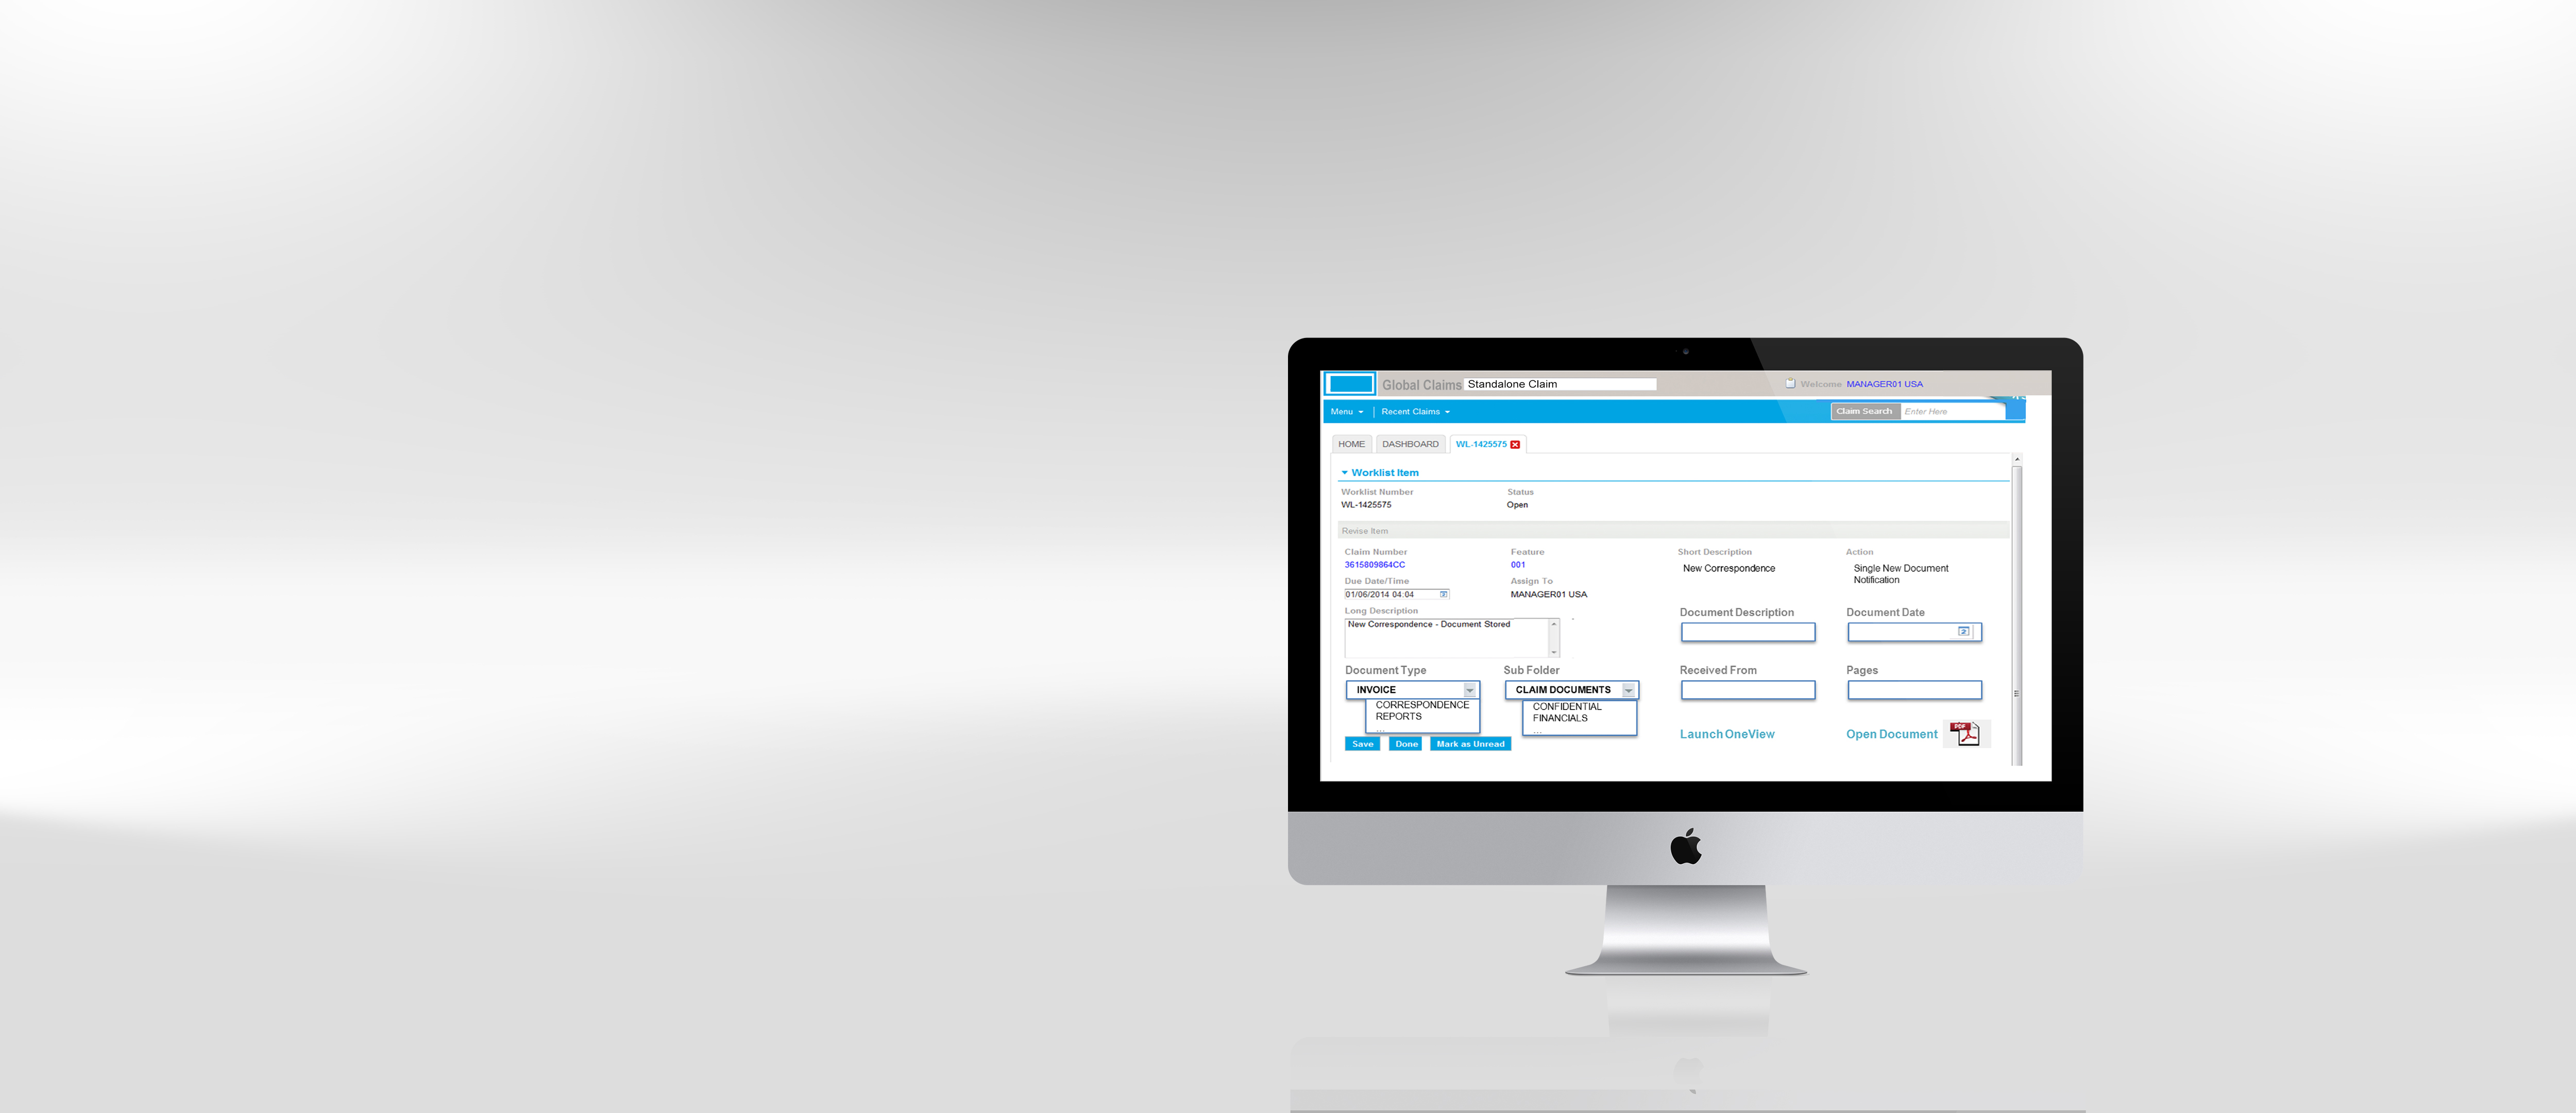 Global Claims Standalone Claim Welcome MANAGER01 USA
Menu Recent Claims Claim Search Enter Here
HOME DASHBOARD WL-1425575
Worklist Item
Worklist Number Status
WL-1425575 Open
Revise Item
Claim Number Feature Short Description Action
3615809864CC 001 New Correspondence Single New Document
Notification
Due Date/Time Assign To
01/06/2014 04:04 MANAGER01 USA
Long Description Document Description Document Date
New Correspondence - Document Stored
Document Type Sub Folder Received From Pages
INVOICE CLAIM DOCUMENTS
CORRESPONDENCE CONFIDENTIAL
REPORTS FINANCIALS
... ...
Launch OneView Open Document PDF
Save Done Mark as Unread